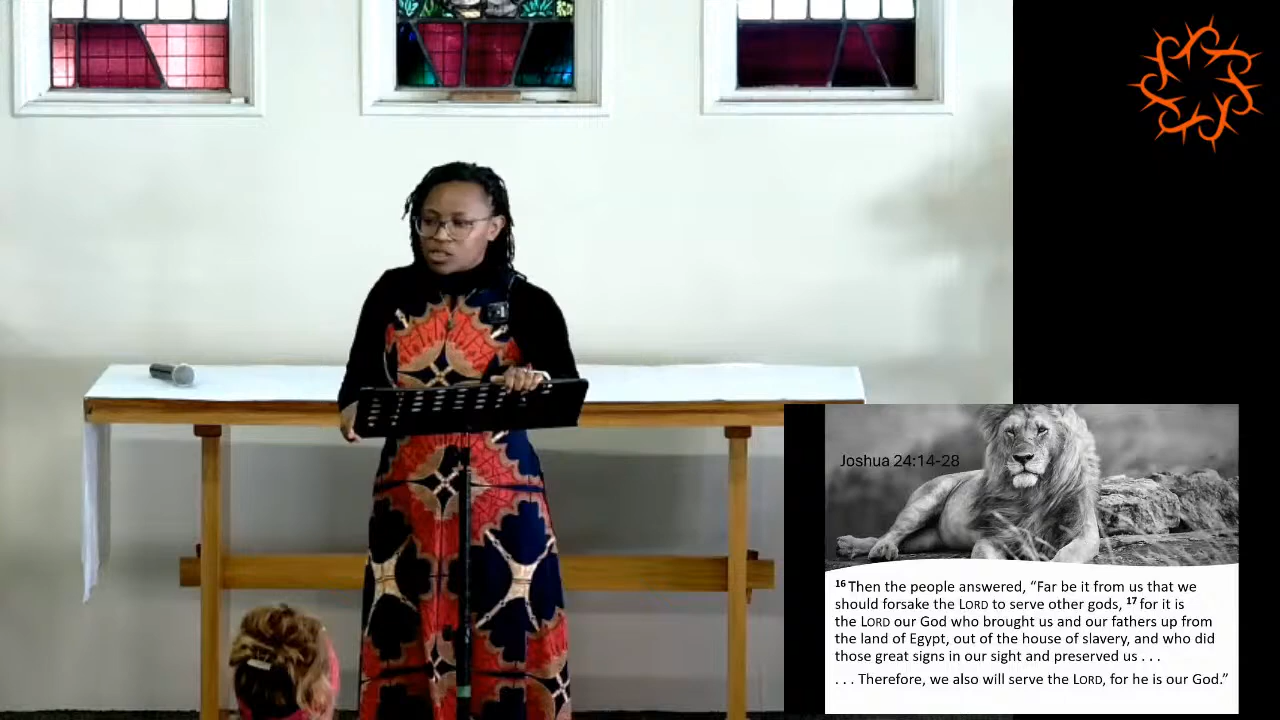 Joshua 24:14-28
16 Then the people answered, “Far be it from us that we
should forsake the LORD to serve other gods, 17 for it is
the LORD our God who brought us and our fathers up from
the land of Egypt, out of the house of slavery, and who did
those great signs in our sight and preserved us . . .
. . . Therefore, we also will serve the LORD, for he is our God.”